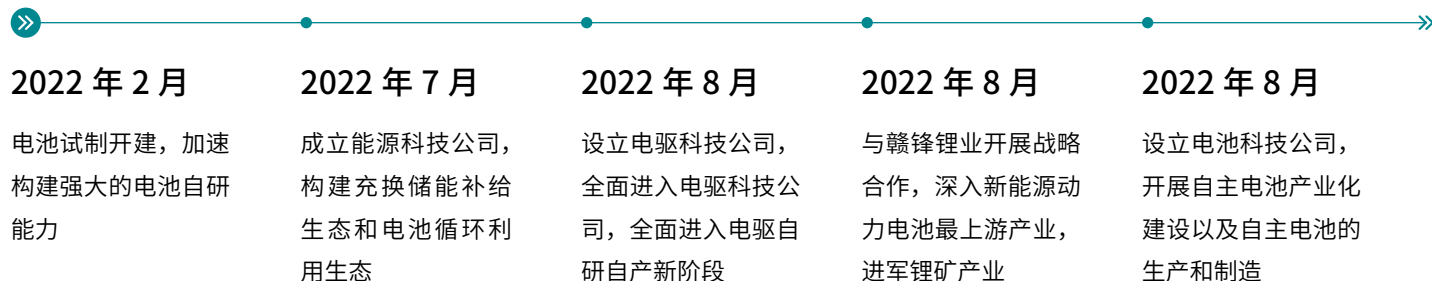 2022 年 2 月
电池试制开建，加速
构建强大的电池自研
能力
2022 年 7 月
成立能源科技公司，
构建充换储能补给
生态和电池循环利
用生态
2022 年 8 月
设立电驱科技公司，
全面进入电驱科技公
司，全面进入电驱自
研自产新阶段
2022 年 8 月
与赣锋锂业开展战略
合作，深入新能源动
力电池最上游产业，
进军锂矿产业
2022 年 8 月
设立电池科技公司，
开展自主电池产业化
建设以及自主电池的
生产和制造